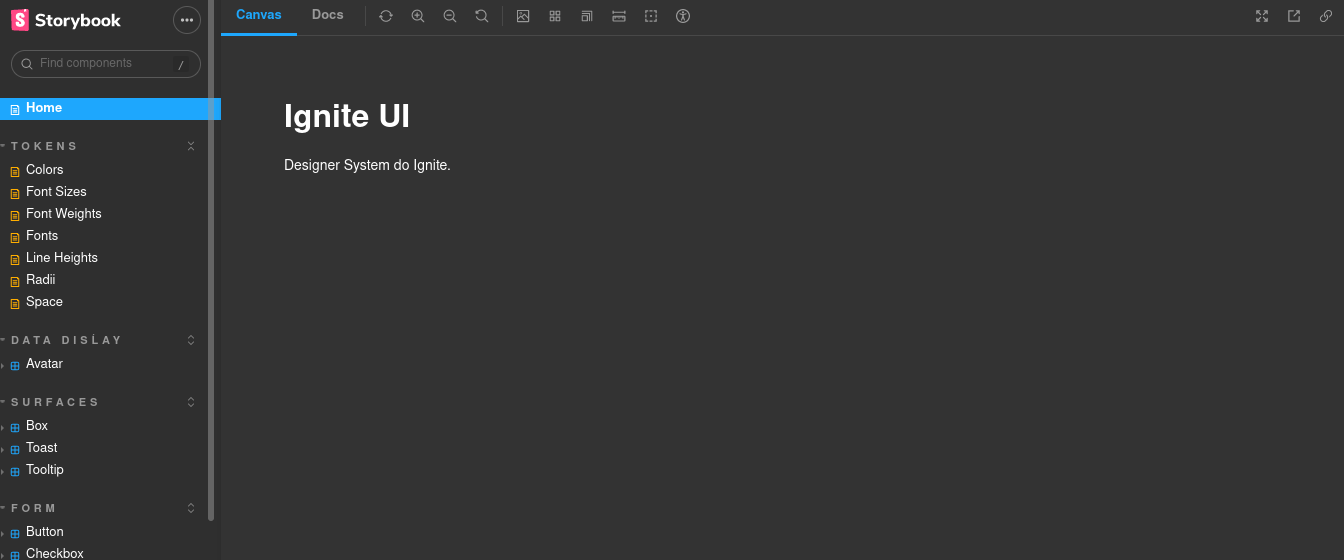 Storybook
Canvas Docs
Find components /
Home
TOKENS
Colors
Font Sizes
Font Weights
Fonts
Line Heights
Radii
Space
DATA DISĹAY
Avatar
SURFACES
Box
Toast
Tooltip
FORM
Button
Checkbox
Ignite UI
Designer System do Ignite.